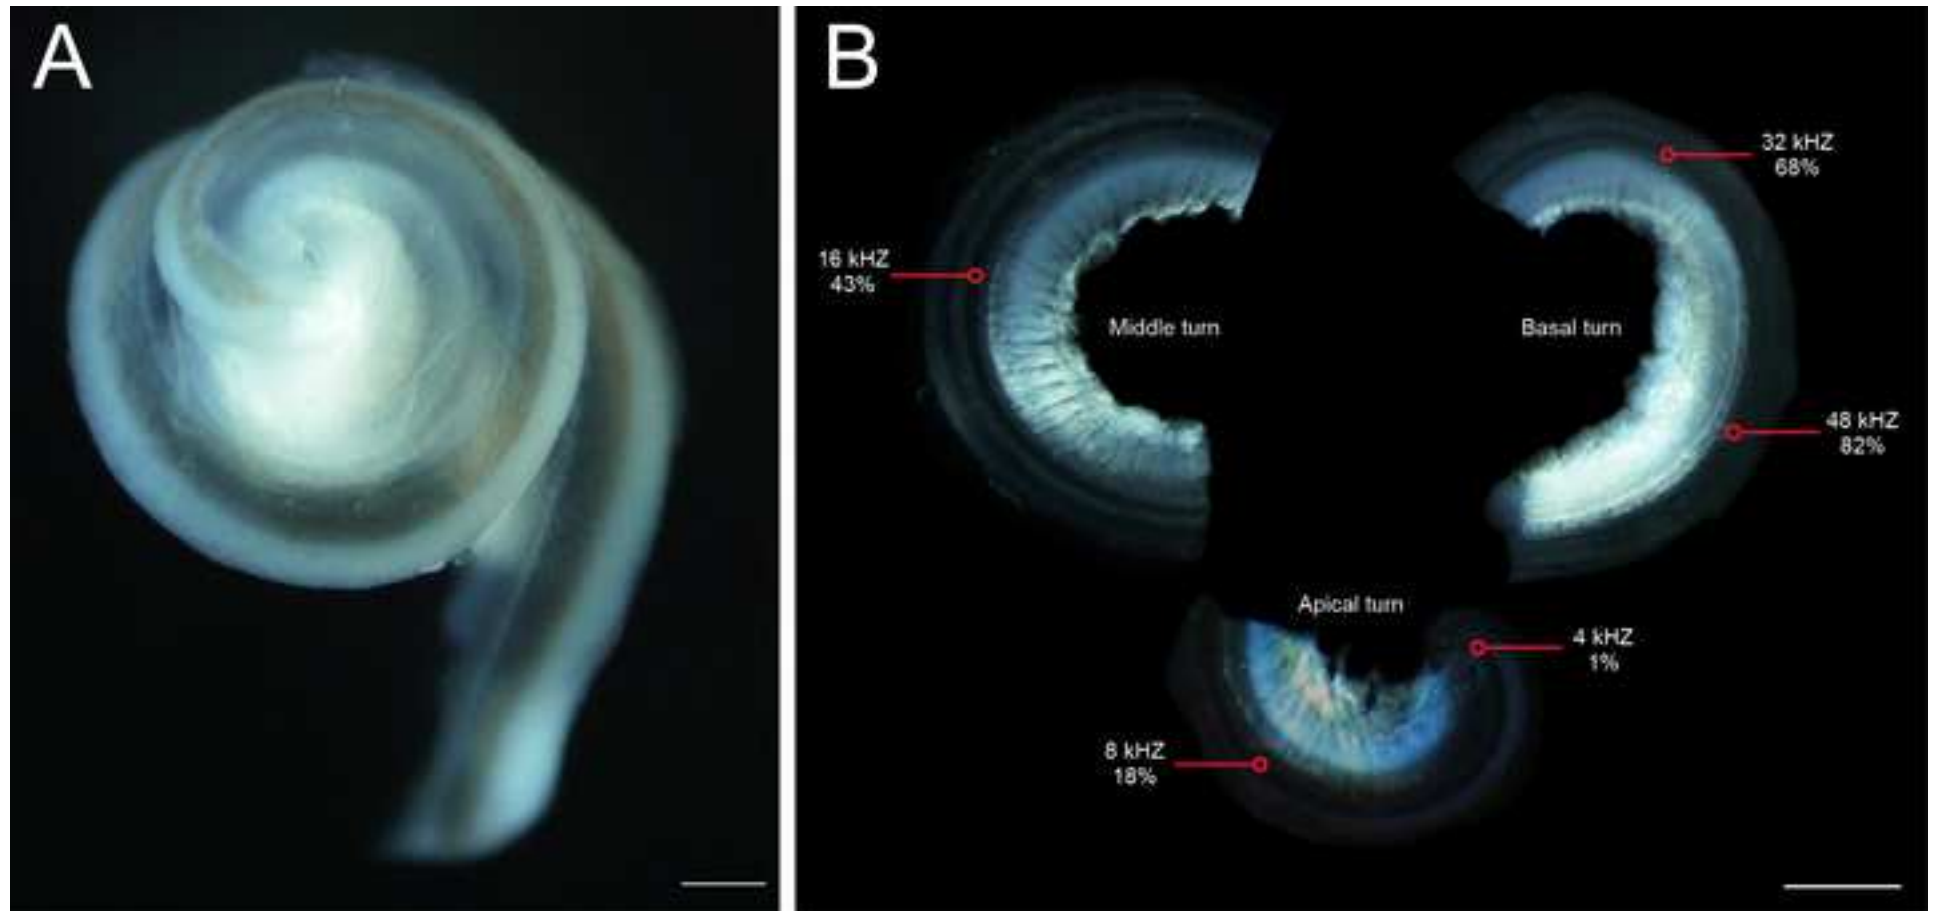 A
B
32 kHZ
68%
16 kHZ
43%
Middle turn
Basal turn
48 kHZ
82%
Apical turn
4 kHZ
1%
8 kHZ
18%